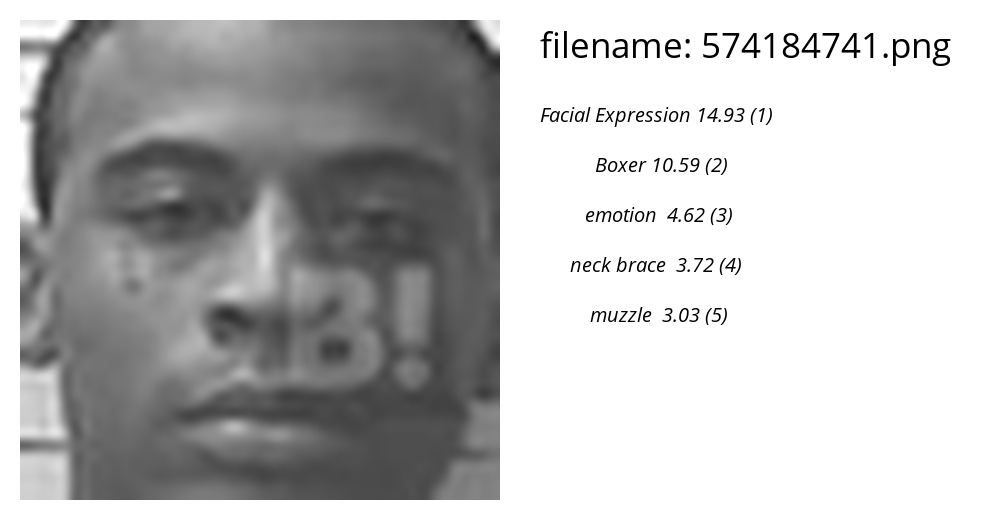 filename: 574184741.png
Facial Expression 14.93 (1)
Boxer 10.59 (2)
emotion 4.62 (3)
neck brace 3.72 (4)
muzzle 3.03 (5)
B!